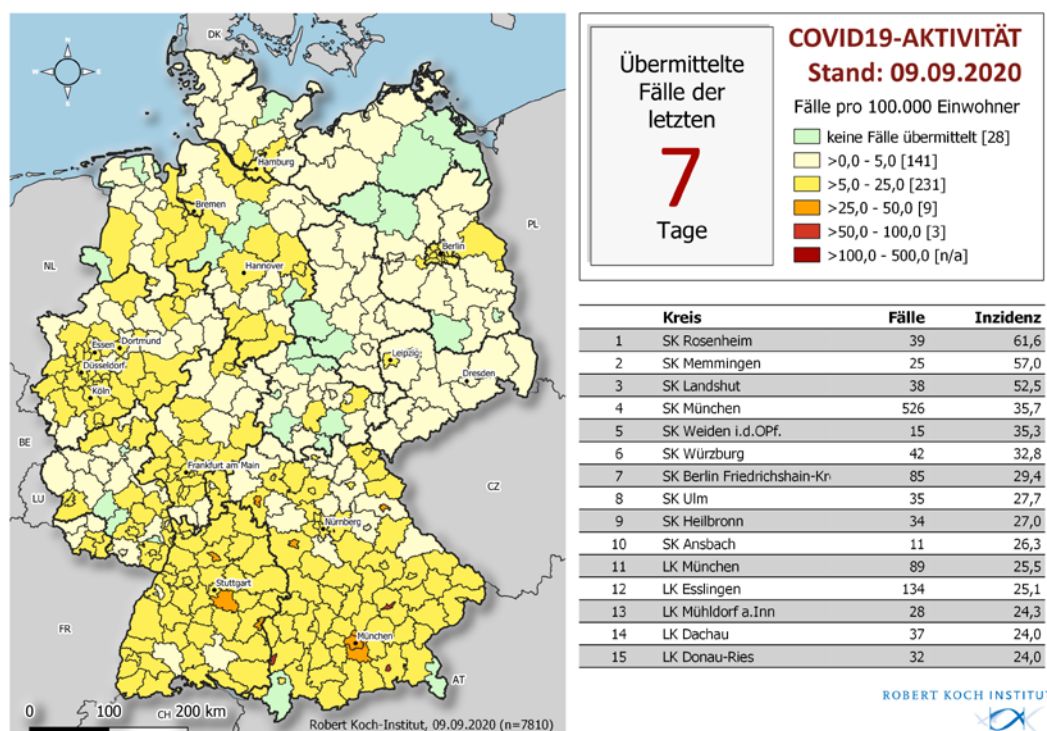 DK
PL
NL
BE
LU
CZ
FR
CH
AT
N
W
Hamburg
Bremen
Berlin
Hannover
Essen
Dortmund
Düsseldorf
Köln
Leipzig
Dresden
Frankfurt am Main
Nürnberg
Stuttgart
München
0 100 200 km
Robert Koch-Institut, 09.09.2020 (n=7810)
Übermittelte
Fälle der
letzten
7
Tage
COVID19-AKTIVITÄT
Stand: 09.09.2020
Fälle pro 100.000 Einwohner
keine Fälle übermittelt [28]
>0,0 - 5,0 [141]
>5,0 - 25,0 [231]
>25,0 - 50,0 [9]
>50,0 - 100,0 [3]
>100,0 - 500,0 [n/a]
Kreis Fälle Inzidenz
1 SK Rosenheim 39 61,6
2 SK Memmingen 25 57,0
3 SK Landshut 38 52,5
4 SK München 526 35,7
5 SK Weiden i.d.OPf. 15 35,3
6 SK Würzburg 42 32,8
7 SK Berlin Friedrichshain-Kr 85 29,4
8 SK Ulm 35 27,7
9 SK Heilbronn 34 27,0
10 SK Ansbach 11 26,3
11 LK München 89 25,5
12 LK Esslingen 134 25,1
13 LK Mühldorf a.Inn 28 24,3
14 LK Dachau 37 24,0
15 LK Donau-Ries 32 24,0
ROBERT KOCH INSTITUT